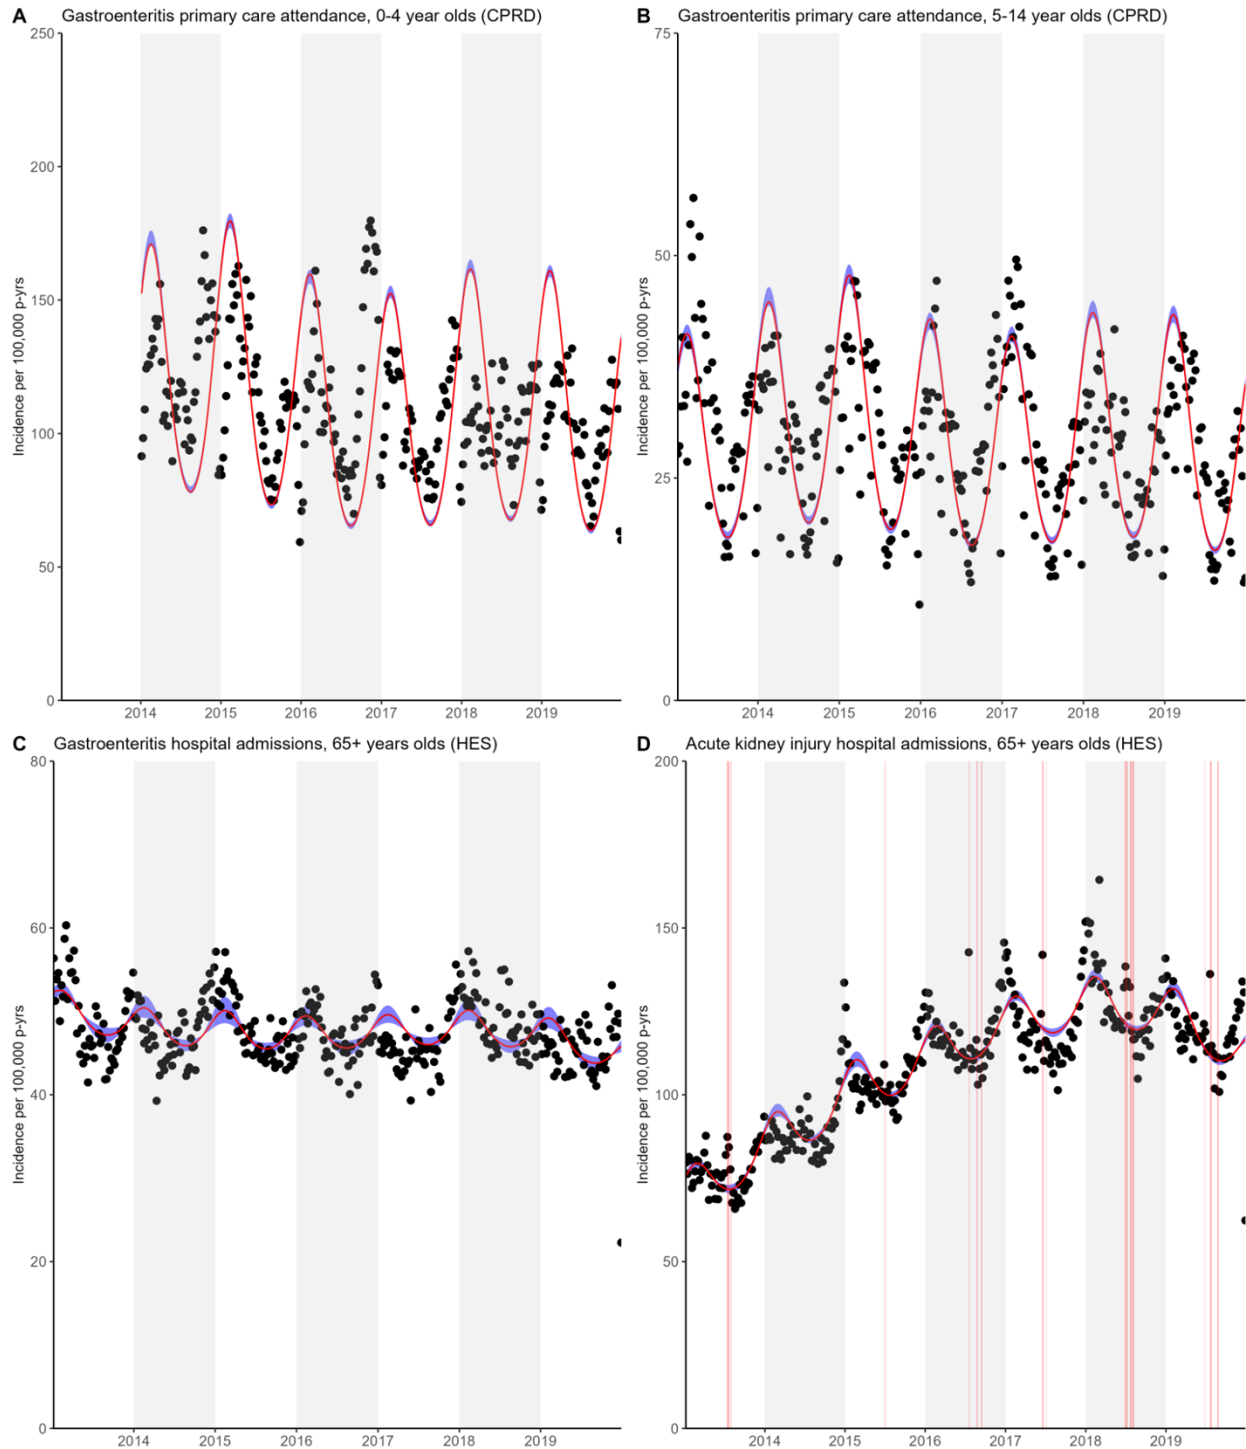 A Gastroenteritis primary care attendance, 0-4 year olds (CPRD)
250
200
150
100
50
0
Incidence per 100,000 p-yrs
2014 2015 2016 2017 2018 2019
B Gastroenteritis primary care attendance, 5-14 year olds (CPRD)
75
50
25
0
Incidence per 100,000 p-yrs
2014 2015 2016 2017 2018 2019
C Gastroenteritis hospital admissions, 65+ years olds (HES)
80
60
40
20
0
Incidence per 100,000 p-yrs
2014 2015 2016 2017 2018 2019
D Acute kidney injury hospital admissions, 65+ years olds (HES)
200
150
100
50
0
Incidence per 100,000 p-yrs
2014 2015 2016 2017 2018 2019